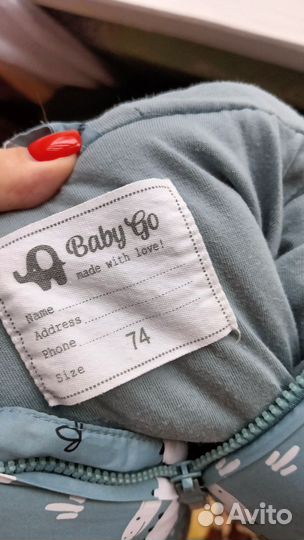 Baby Go
made with love!
Name
Address
Phone
Size 74
Avito